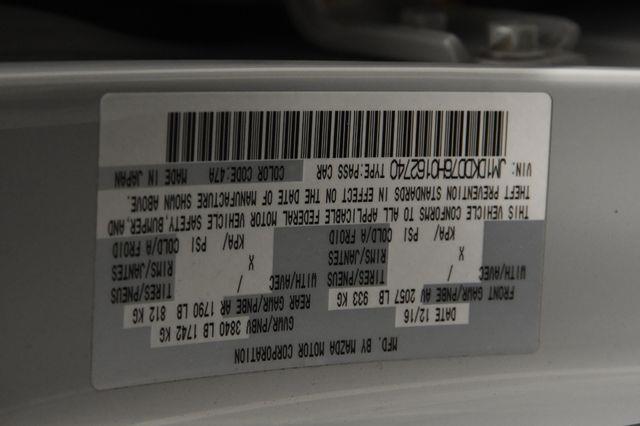 MFD. BY MAZDA MOTOR CORPORATION
DATE 12/16 GVWR/PNBV 3840 LB 1742 KG
FRONT GAWR/PNBE AV 2057 LB 933 KG REAR GAWR/PNBE AR 1790 LB 812 KG
WITH/AVEC TIRES/PNEUS / WITH/AVEC TIRES/PNEUS /
RIMS/JANTES X RIMS/JANTES X
KPA/ PSI COLD/A FROID KPA/ PSI COLD/A FROID
THIS VEHICLE CONFORMS TO ALL APPLICABLE FEDERAL MOTOR VEHICLE SAFETY, BUMPER, AND
THEFT PREVENTION STANDARDS IN EFFECT ON THE DATE OF MANUFACTURE SHOWN ABOVE.
VIN: JM1DKDD76H0162740 TYPE:PASS CAR COLOR CODE:47A MADE IN JAPAN